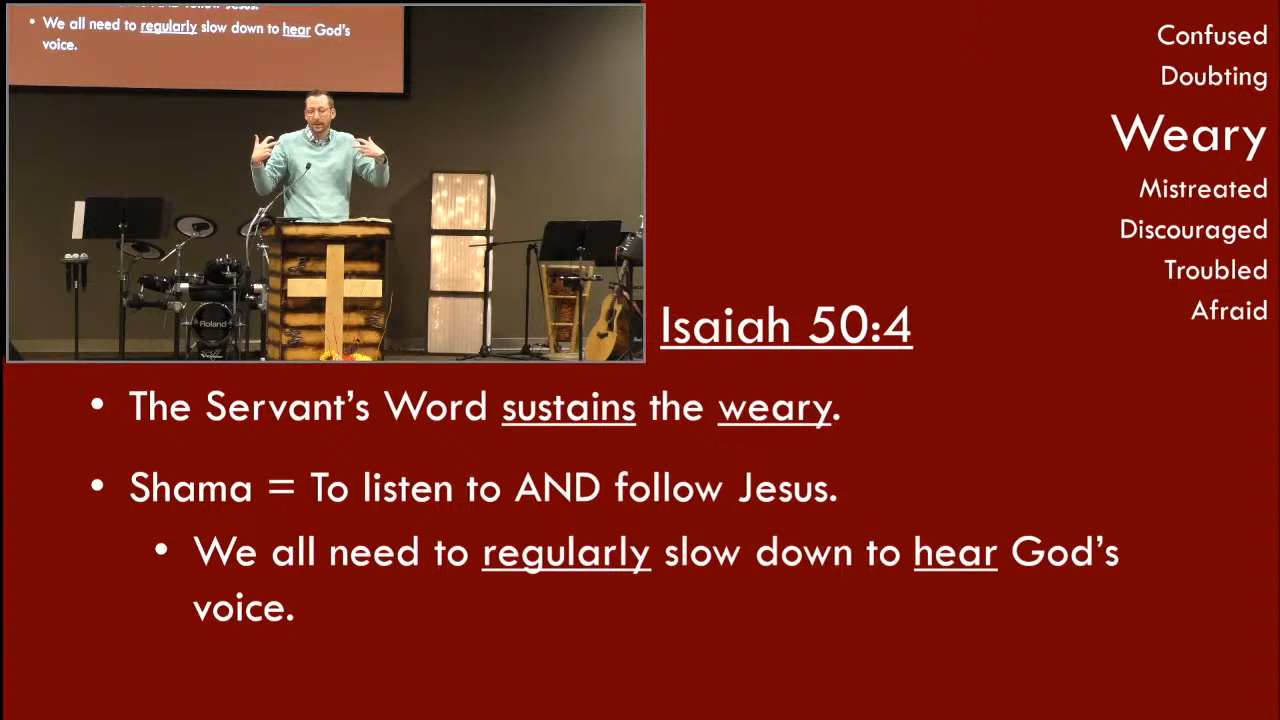 We all need to regularly slow down to hear God's
voice.
Roland
Confused
Doubting
Weary
Mistreated
Discouraged
Troubled
Afraid
Isaiah 50:4
• The Servant's Word sustains the weary.
• Shama = To listen to AND follow Jesus.
• We all need to regularly slow down to hear God's
voice.